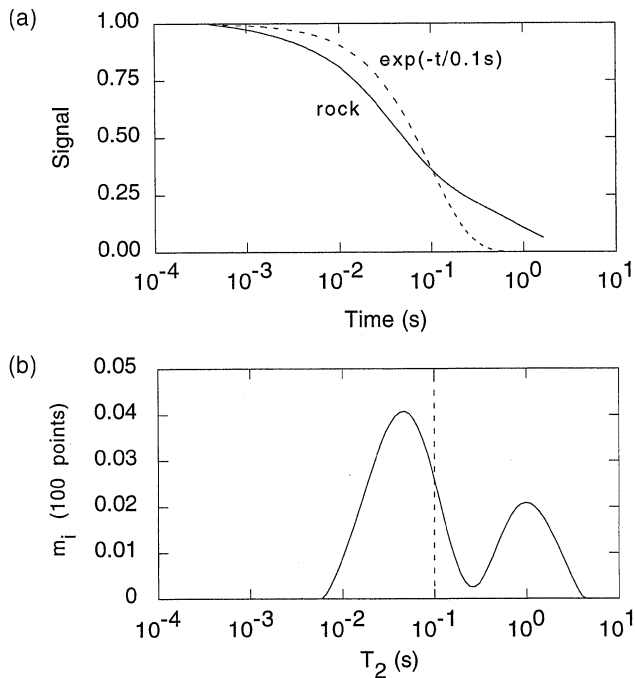 (a)
1.00
0.75
0.50
0.25
0.00
Signal
exp(-t/0.1s)
rock
10-4 10-3 10-2 10-1 100 101
Time (s)
(b)
0.05
0.04
0.03
0.02
0.01
0
mi (100 points)
10-4 10-3 10-2 10-1 100 101
T2 (s)